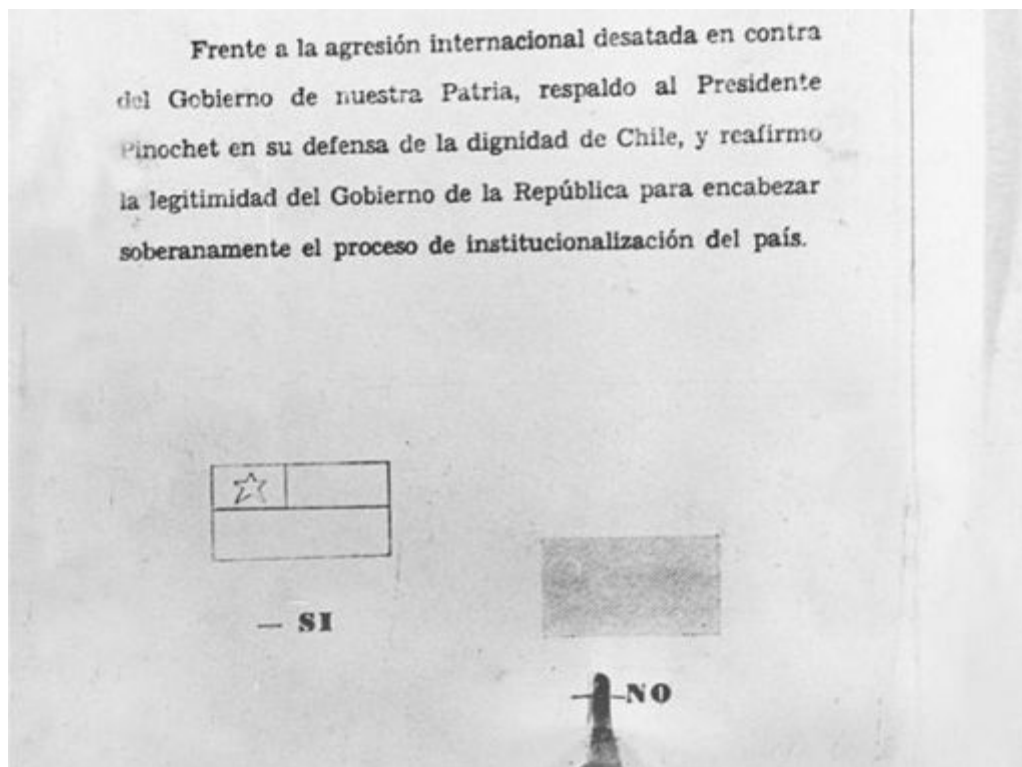 Frente a la agresión internacional desatada en contra
del Gobierno de nuestra Patria, respaldo al Presidente
Pinochet en su defensa de la dignidad de Chile, y reafirmo
la legitimidad del Gobierno de la República para encabezar
soberanamente el proceso de institucionalización del país.
— SI
— NO